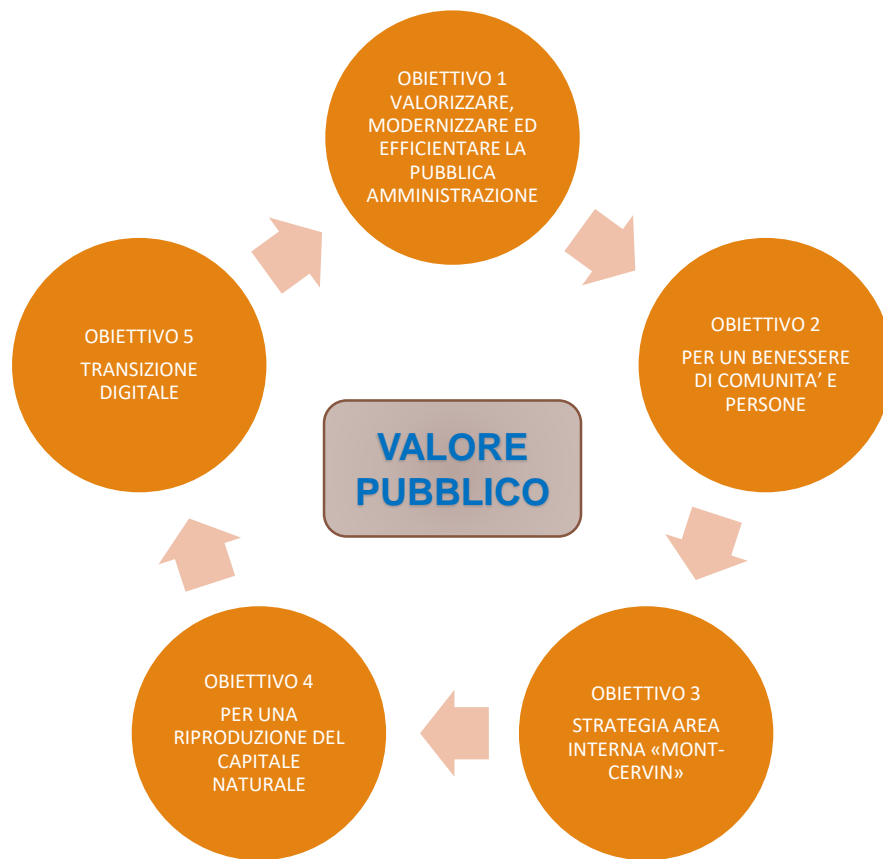 OBIETTIVO 1
VALORIZZARE,
MODERNIZZARE ED
EFFICIENTARE LA
PUBBLICA
AMMINISTRAZIONE
OBIETTIVO 2
PER UN BENESSERE
DI COMUNITA’ E
PERSONE
OBIETTIVO 3
STRATEGIA AREA
INTERNA «MONT-
CERVIN»
OBIETTIVO 4
PER UNA
RIPRODUZIONE DEL
CAPITALE
NATURALE
OBIETTIVO 5
TRANSIZIONE
DIGITALE
VALORE
PUBBLICO